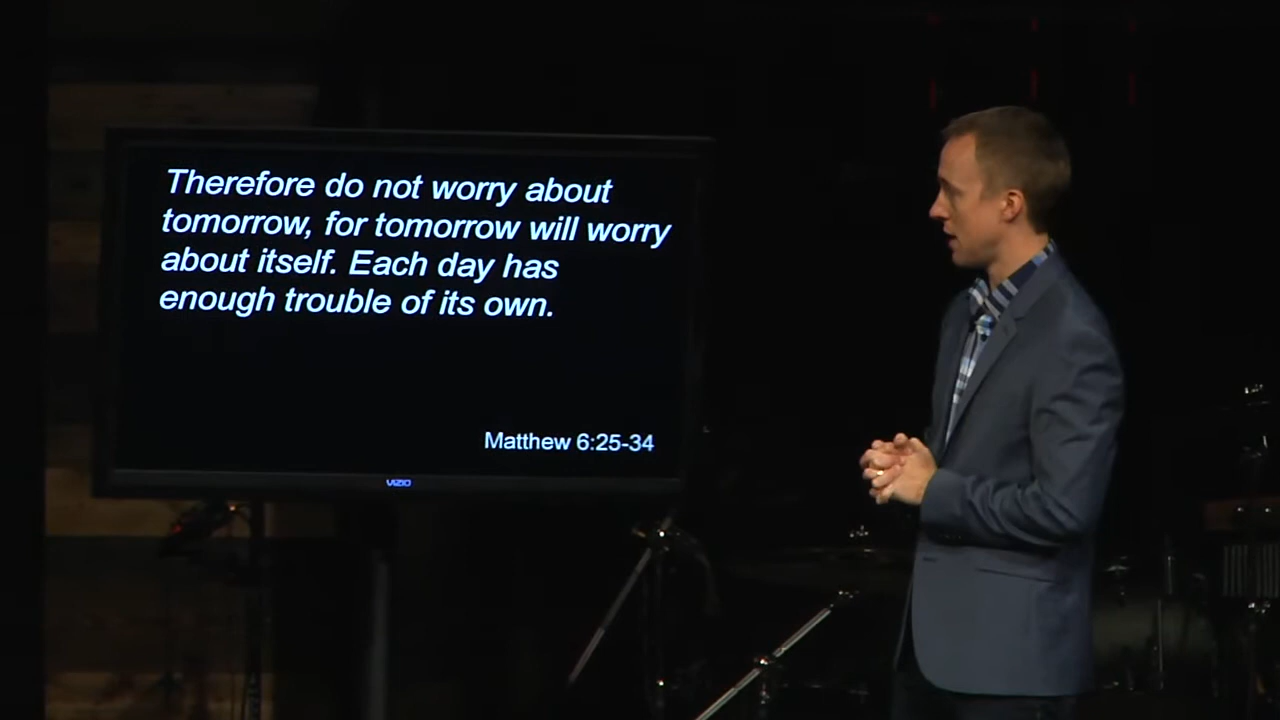 Therefore do not worry about
tomorrow, for tomorrow will worry
about itself. Each day has
enough trouble of its own.
Matthew 6:25-34
VIZIO